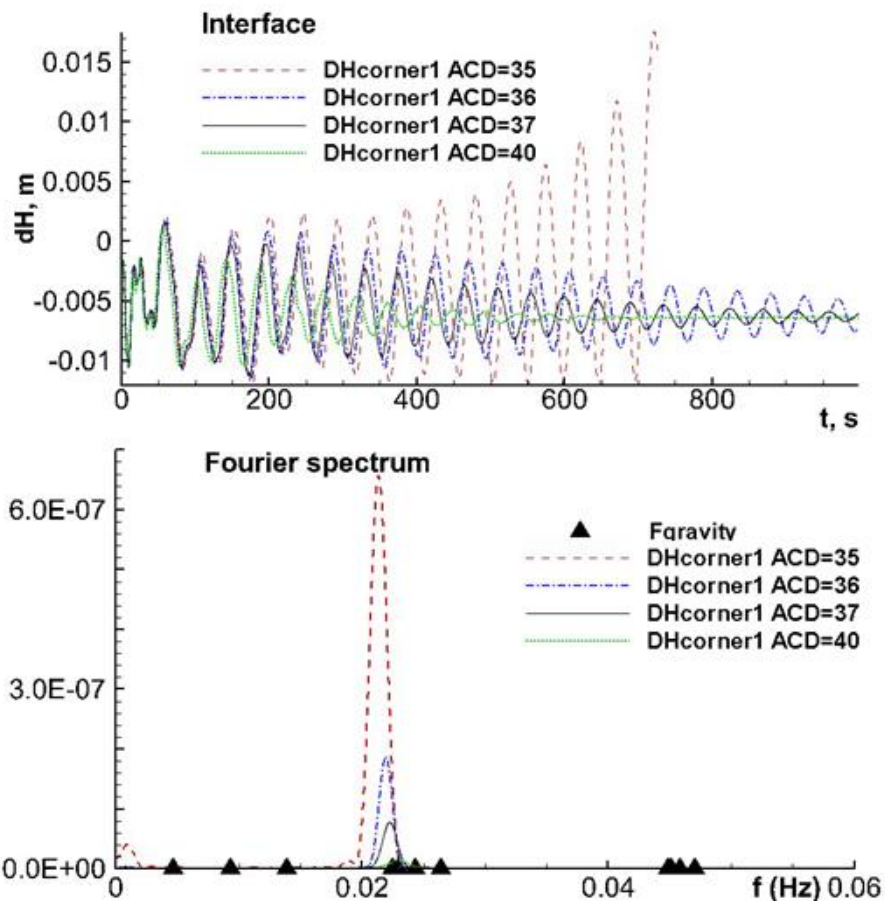 Interface
DHcorner1 ACD=35
DHcorner1 ACD=36
DHcorner1 ACD=37
DHcorner1 ACD=40
dH, m
0.015
0.01
0.005
0
-0.005
-0.01
0 200 400 600 800
t, s
Fourier spectrum
Fgravity
DHcorner1 ACD=35
DHcorner1 ACD=36
DHcorner1 ACD=37
DHcorner1 ACD=40
6.0E-07
3.0E-07
0.0E+00
0 0.02 0.04 f (Hz) 0.06